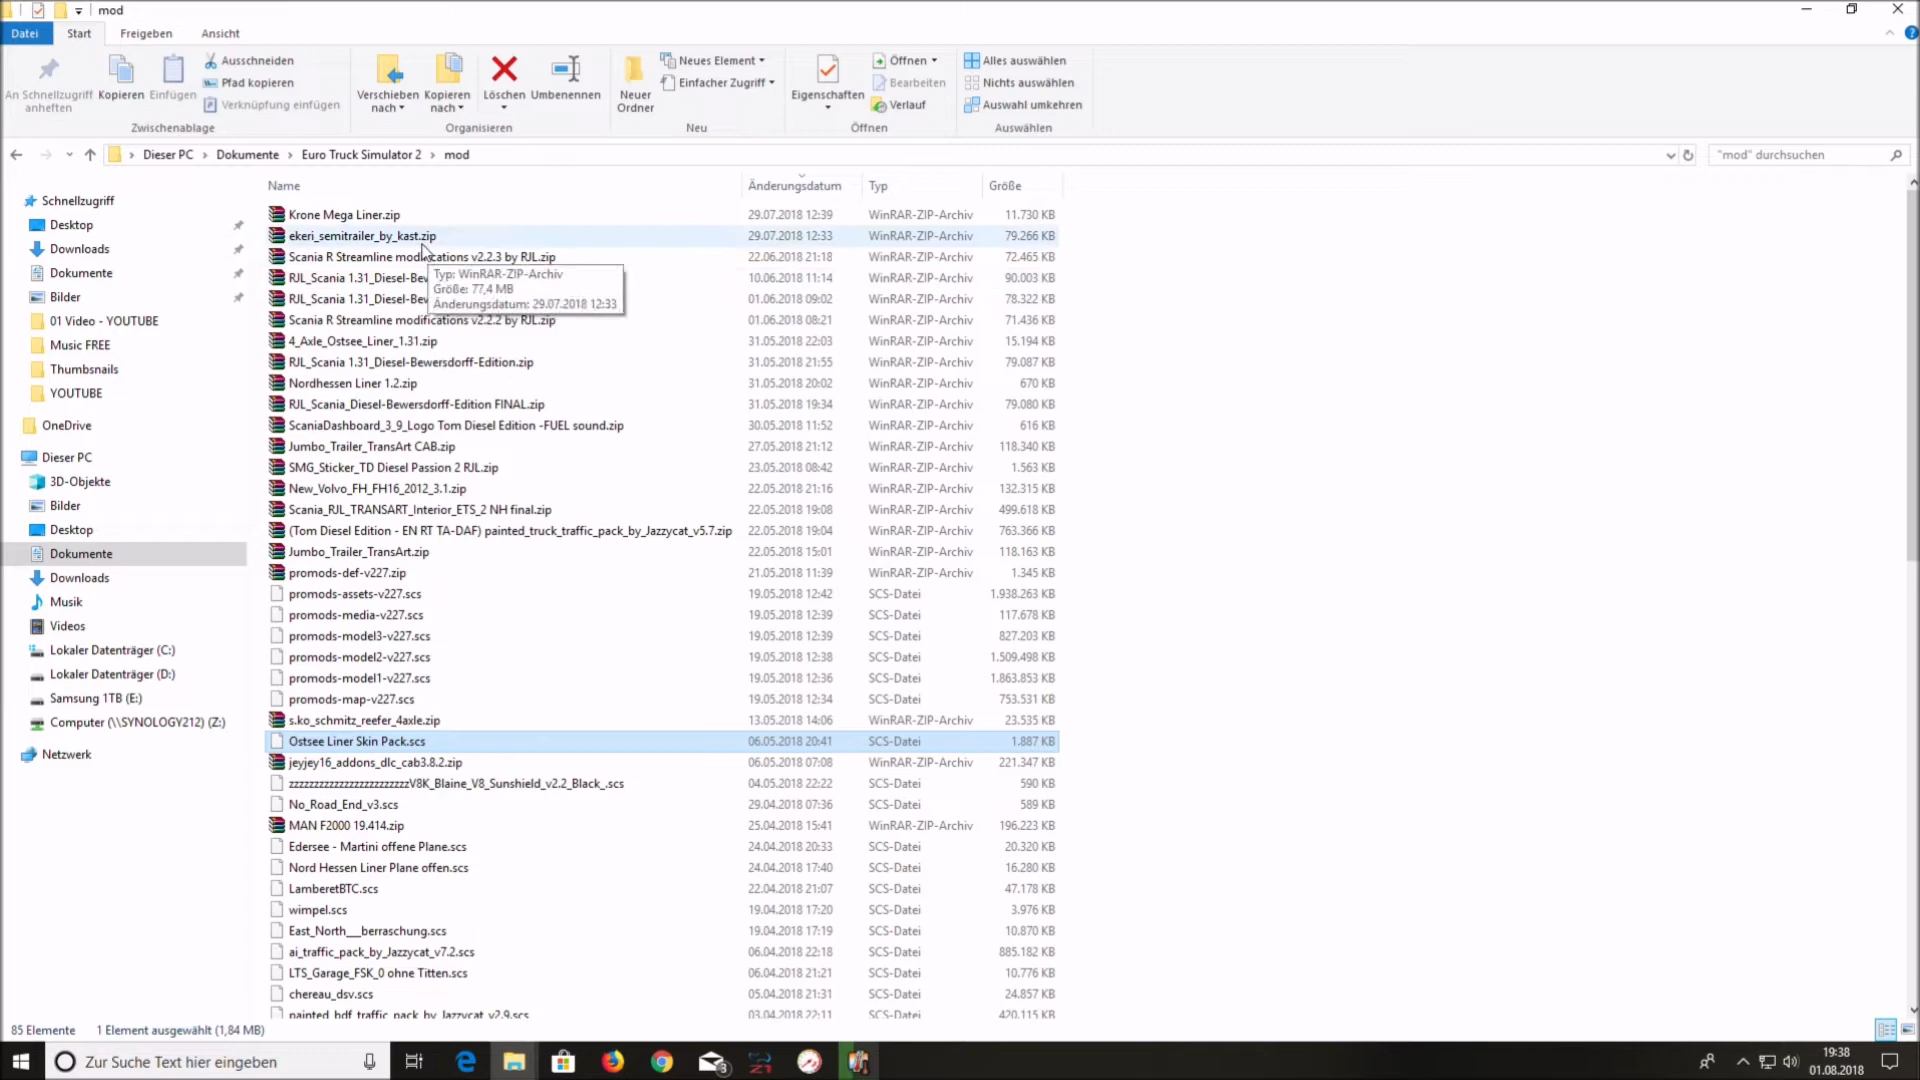 mod
Datei Start Freigeben Ansicht
An Schnellzugriff anheften
Kopieren
Einfügen
Ausschneiden
Pfad kopieren
Verknüpfung einfügen
Zwischenablage
Verschieben nach
Kopieren nach
Löschen
Umbenennen
Organisieren
Neuer Ordner
Neues Element
Einfacher Zugriff
Neu
Eigenschaften
Öffnen
Bearbeiten
Verlauf
Öffnen
Alles auswählen
Nichts auswählen
Auswahl umkehren
Auswählen
Dieser PC › Dokumente › Euro Truck Simulator 2 › mod
"mod" durchsuchen
Schnellzugriff
Desktop
Downloads
Dokumente
Bilder
01 Video - YOUTUBE
Music FREE
Thumbsnails
YOUTUBE
OneDrive
Dieser PC
3D-Objekte
Bilder
Desktop
Dokumente
Downloads
Musik
Videos
Lokaler Datenträger (C:)
Lokaler Datenträger (D:)
Samsung 1TB (E:)
Computer (\\SYNOLOGY212) (Z:)
Netzwerk
Name Änderungsdatum Typ Größe
Krone Mega Liner.zip 29.07.2018 12:39 WinRAR-ZIP-Archiv 11.730 KB
ekeri_semitrailer_by_kast.zip 29.07.2018 12:33 WinRAR-ZIP-Archiv 79.266 KB
Scania R Streamline modifications v2.2.3 by RJL.zip 22.06.2018 21:18 WinRAR-ZIP-Archiv 72.465 KB
RJL_Scania 1.31_Diesel-Bev 10.06.2018 11:14 WinRAR-ZIP-Archiv 90.003 KB
RJL_Scania 1.31_Diesel-Bev 01.06.2018 09:02 WinRAR-ZIP-Archiv 78.322 KB
Typ: WinRAR-ZIP-Archiv
Größe: 77,4 MB
Änderungsdatum: 29.07.2018 12:33
Scania R Streamline modifications v2.2.2 by RJL.zip 01.06.2018 08:21 WinRAR-ZIP-Archiv 71.436 KB
4_Axle_Ostsee_Liner_1.31.zip 31.05.2018 22:03 WinRAR-ZIP-Archiv 15.194 KB
RJL_Scania 1.31_Diesel-Bewersdorff-Edition.zip 31.05.2018 21:55 WinRAR-ZIP-Archiv 79.087 KB
Nordhessen Liner 1.2.zip 31.05.2018 20:02 WinRAR-ZIP-Archiv 670 KB
RJL_Scania_Diesel-Bewersdorff-Edition FINAL.zip 31.05.2018 19:34 WinRAR-ZIP-Archiv 79.080 KB
ScaniaDashboard_3_9_Logo Tom Diesel Edition -FUEL sound.zip 30.05.2018 11:52 WinRAR-ZIP-Archiv 616 KB
Jumbo_Trailer_TransArt CAB.zip 27.05.2018 21:12 WinRAR-ZIP-Archiv 118.340 KB
SMG_Sticker_TD Diesel Passion 2 RJL.zip 23.05.2018 08:42 WinRAR-ZIP-Archiv 1.563 KB
New_Volvo_FH_FH16_2012_3.1.zip 22.05.2018 21:16 WinRAR-ZIP-Archiv 132.315 KB
Scania_RJL_TRANSART_Interior_ETS_2 NH final.zip 22.05.2018 19:08 WinRAR-ZIP-Archiv 499.618 KB
(Tom Diesel Edition - EN RT TA-DAF) painted_truck_traffic_pack_by_Jazzycat_v5.7.zip 22.05.2018 19:04 WinRAR-ZIP-Archiv 763.366 KB
Jumbo_Trailer_TransArt.zip 22.05.2018 15:01 WinRAR-ZIP-Archiv 118.163 KB
promods-def-v227.zip 21.05.2018 11:39 WinRAR-ZIP-Archiv 1.345 KB
promods-assets-v227.scs 19.05.2018 12:42 SCS-Datei 1.938.263 KB
promods-media-v227.scs 19.05.2018 12:39 SCS-Datei 117.678 KB
promods-model3-v227.scs 19.05.2018 12:39 SCS-Datei 827.203 KB
promods-model2-v227.scs 19.05.2018 12:38 SCS-Datei 1.509.498 KB
promods-model1-v227.scs 19.05.2018 12:36 SCS-Datei 1.863.853 KB
promods-map-v227.scs 19.05.2018 12:34 SCS-Datei 753.531 KB
s.ko_schmitz_reefer_4axle.zip 13.05.2018 14:06 WinRAR-ZIP-Archiv 23.535 KB
Ostsee Liner Skin Pack.scs 06.05.2018 20:41 SCS-Datei 1.887 KB
jeyjey16_addons_dlc_cab3.8.2.zip 06.05.2018 07:08 WinRAR-ZIP-Archiv 221.347 KB
zzzzzzzzzzzzzzzzzzzzzzzzV8K_Blaine_V8_Sunshield_v2.2_Black_.scs 04.05.2018 22:22 SCS-Datei 590 KB
No_Road_End_v3.scs 29.04.2018 07:36 SCS-Datei 589 KB
MAN F2000 19.414.zip 25.04.2018 15:41 WinRAR-ZIP-Archiv 196.223 KB
Edersee - Martini offene Plane.scs 24.04.2018 20:33 SCS-Datei 20.320 KB
Nord Hessen Liner Plane offen.scs 24.04.2018 17:40 SCS-Datei 16.280 KB
LamberetBTC.scs 22.04.2018 21:07 SCS-Datei 47.178 KB
wimpel.scs 19.04.2018 17:20 SCS-Datei 3.976 KB
East_North___berraschung.scs 19.04.2018 17:19 SCS-Datei 10.870 KB
ai_traffic_pack_by_Jazzycat_v7.2.scs 06.04.2018 22:18 SCS-Datei 885.182 KB
LTS_Garage_FSK_0 ohne Titten.scs 06.04.2018 21:21 SCS-Datei 10.776 KB
chereau_dsv.scs 05.04.2018 21:31 SCS-Datei 24.857 KB
painted_bdf_traffic_pack_by_Jazzycat_v2.9.scs 03.04.2018 22:11 SCS-Datei 420.115 KB
85 Elemente 1 Element ausgewählt (1,84 MB)
Zur Suche Text hier eingeben
19:38
01.08.2018